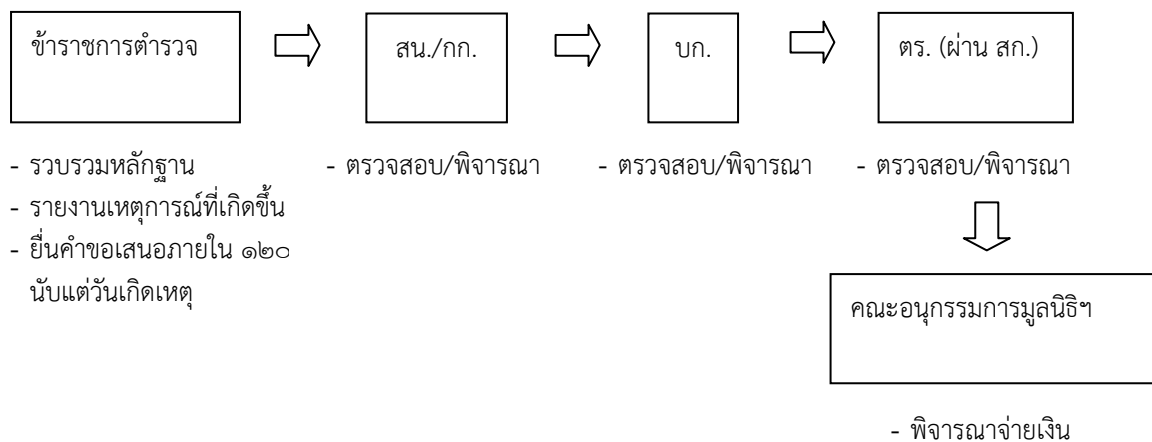 ข้าราชการตำรวจ
สน./กก.
บก.
ตร. (ผ่าน สก.)
- รวบรวมหลักฐาน
- รายงานเหตุการณ์ที่เกิดขึ้น
- ยื่นคำขอเสนอภายใน ๑๒๐
นับแต่วันเกิดเหตุ
- ตรวจสอบ/พิจารณา
- ตรวจสอบ/พิจารณา
- ตรวจสอบ/พิจารณา
คณะอนุกรรมการมูลนิธิฯ
- พิจารณาจ่ายเงิน